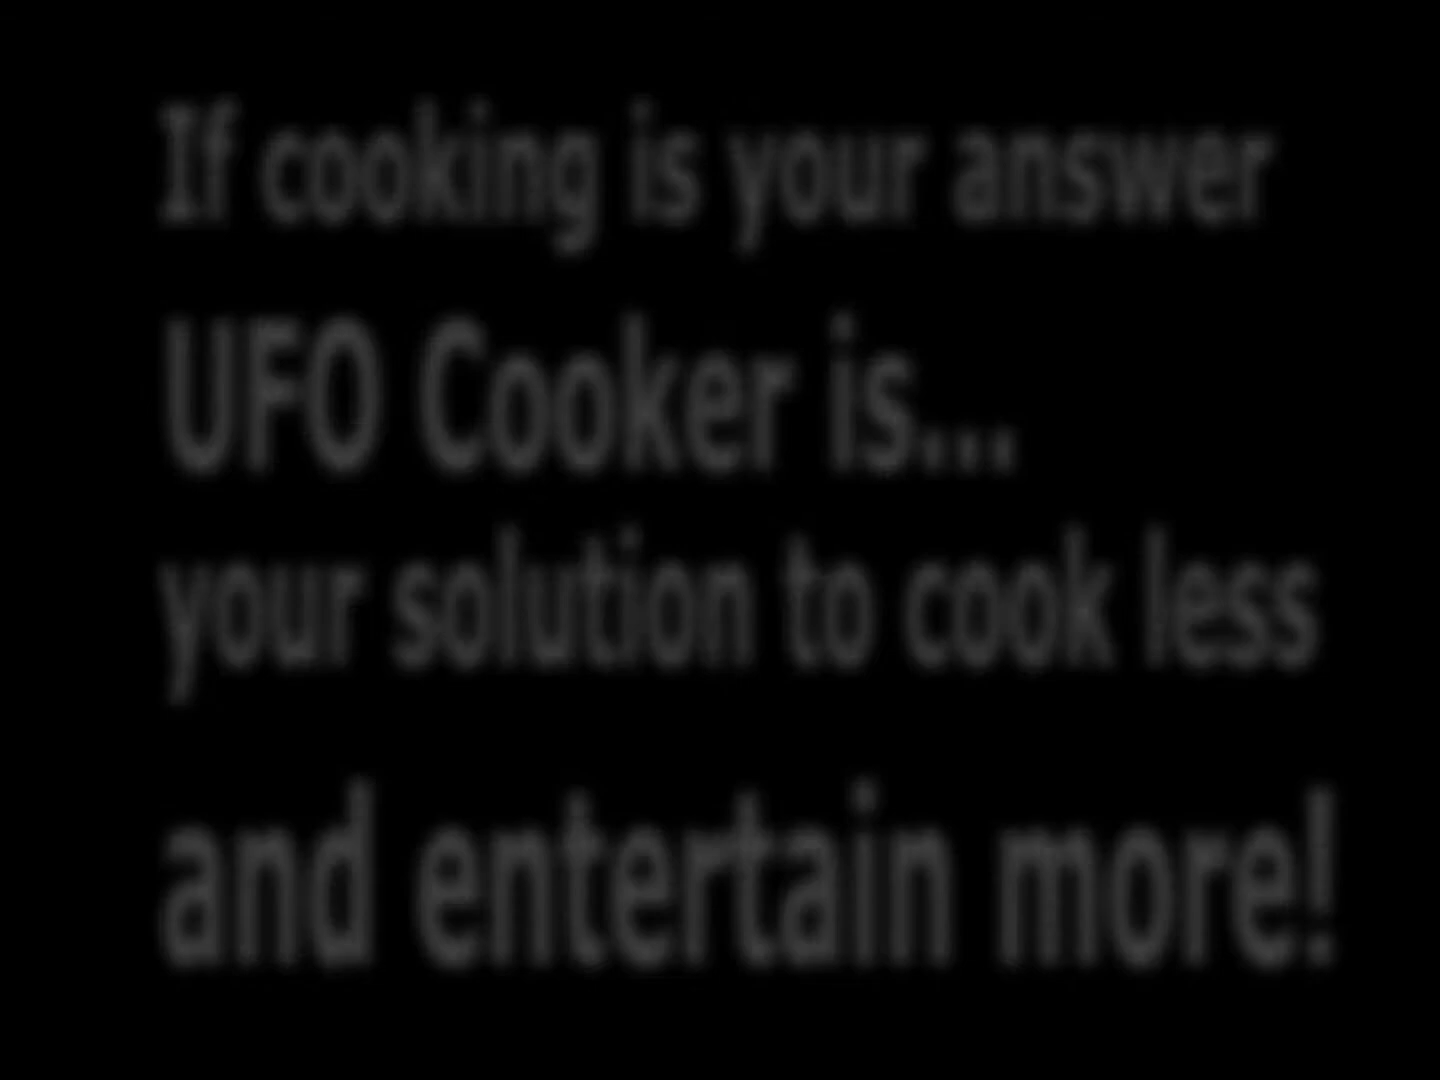 If cooking is your answer
UFO Cooker is...
your solution to cook less
and entertain more!